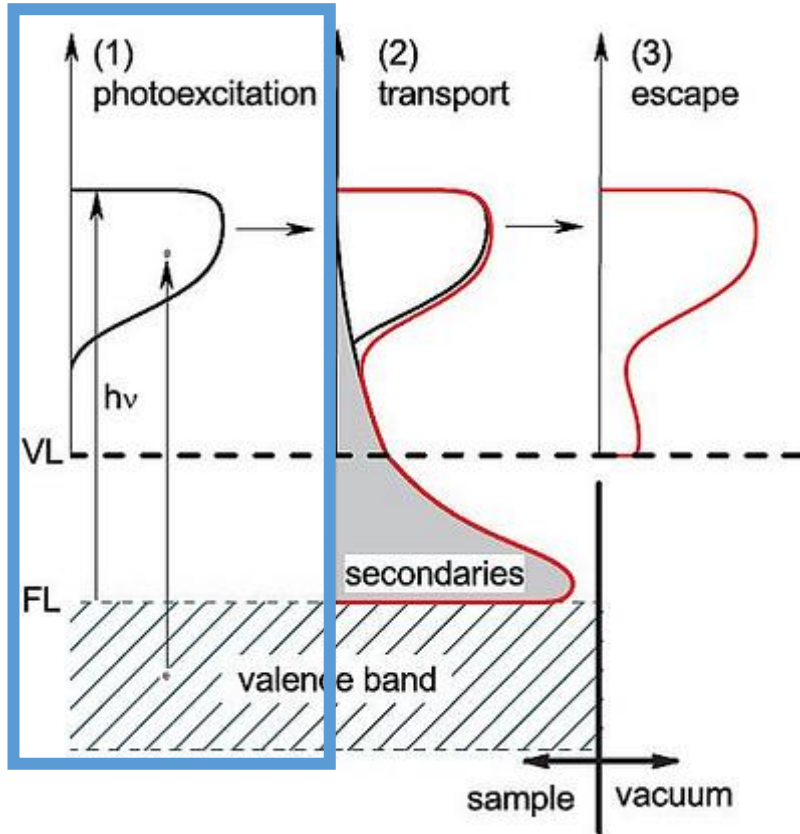 (1)
photoexcitation
(2)
transport
(3)
escape
hν
VL
secondaries
FL
valence band
sample
vacuum